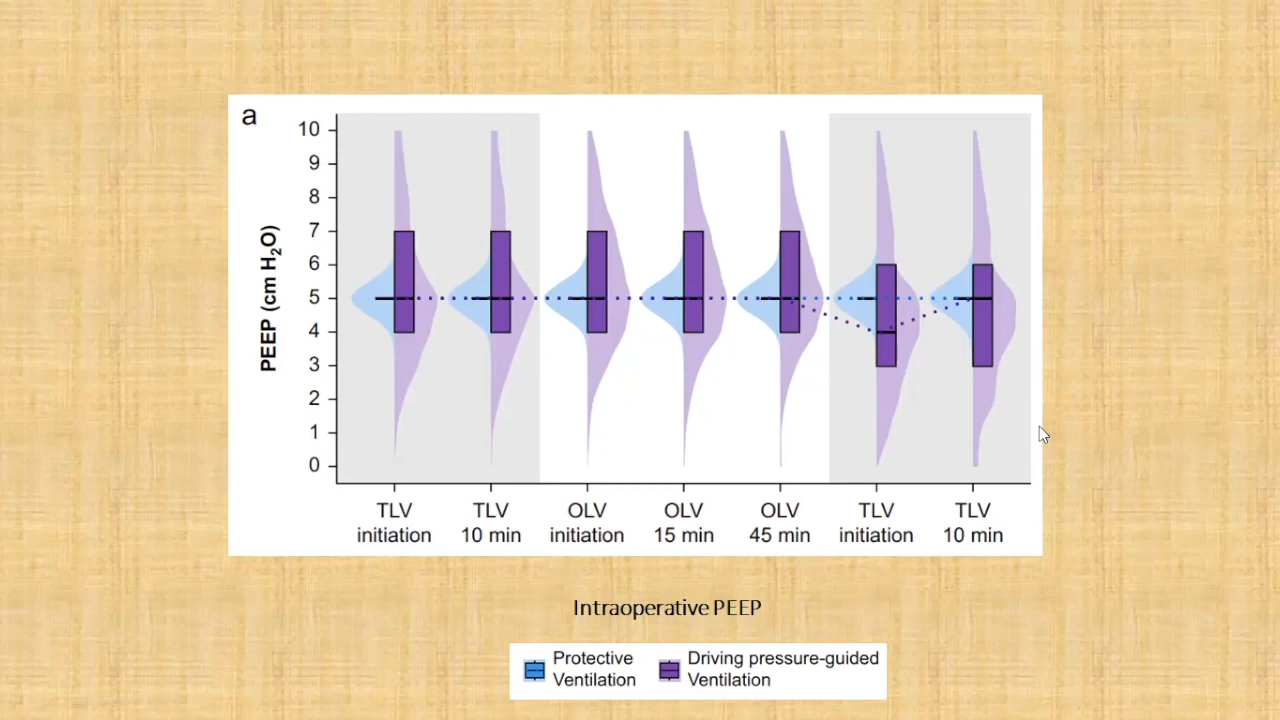 a
10
9
8
7
6
5
4
3
2
1
0
PEEP (cm H₂O)
TLV initiation
TLV 10 min
OLV initiation
OLV 15 min
OLV 45 min
TLV initiation
TLV 10 min
Intraoperative PEEP
Protective Ventilation
Driving pressure-guided Ventilation